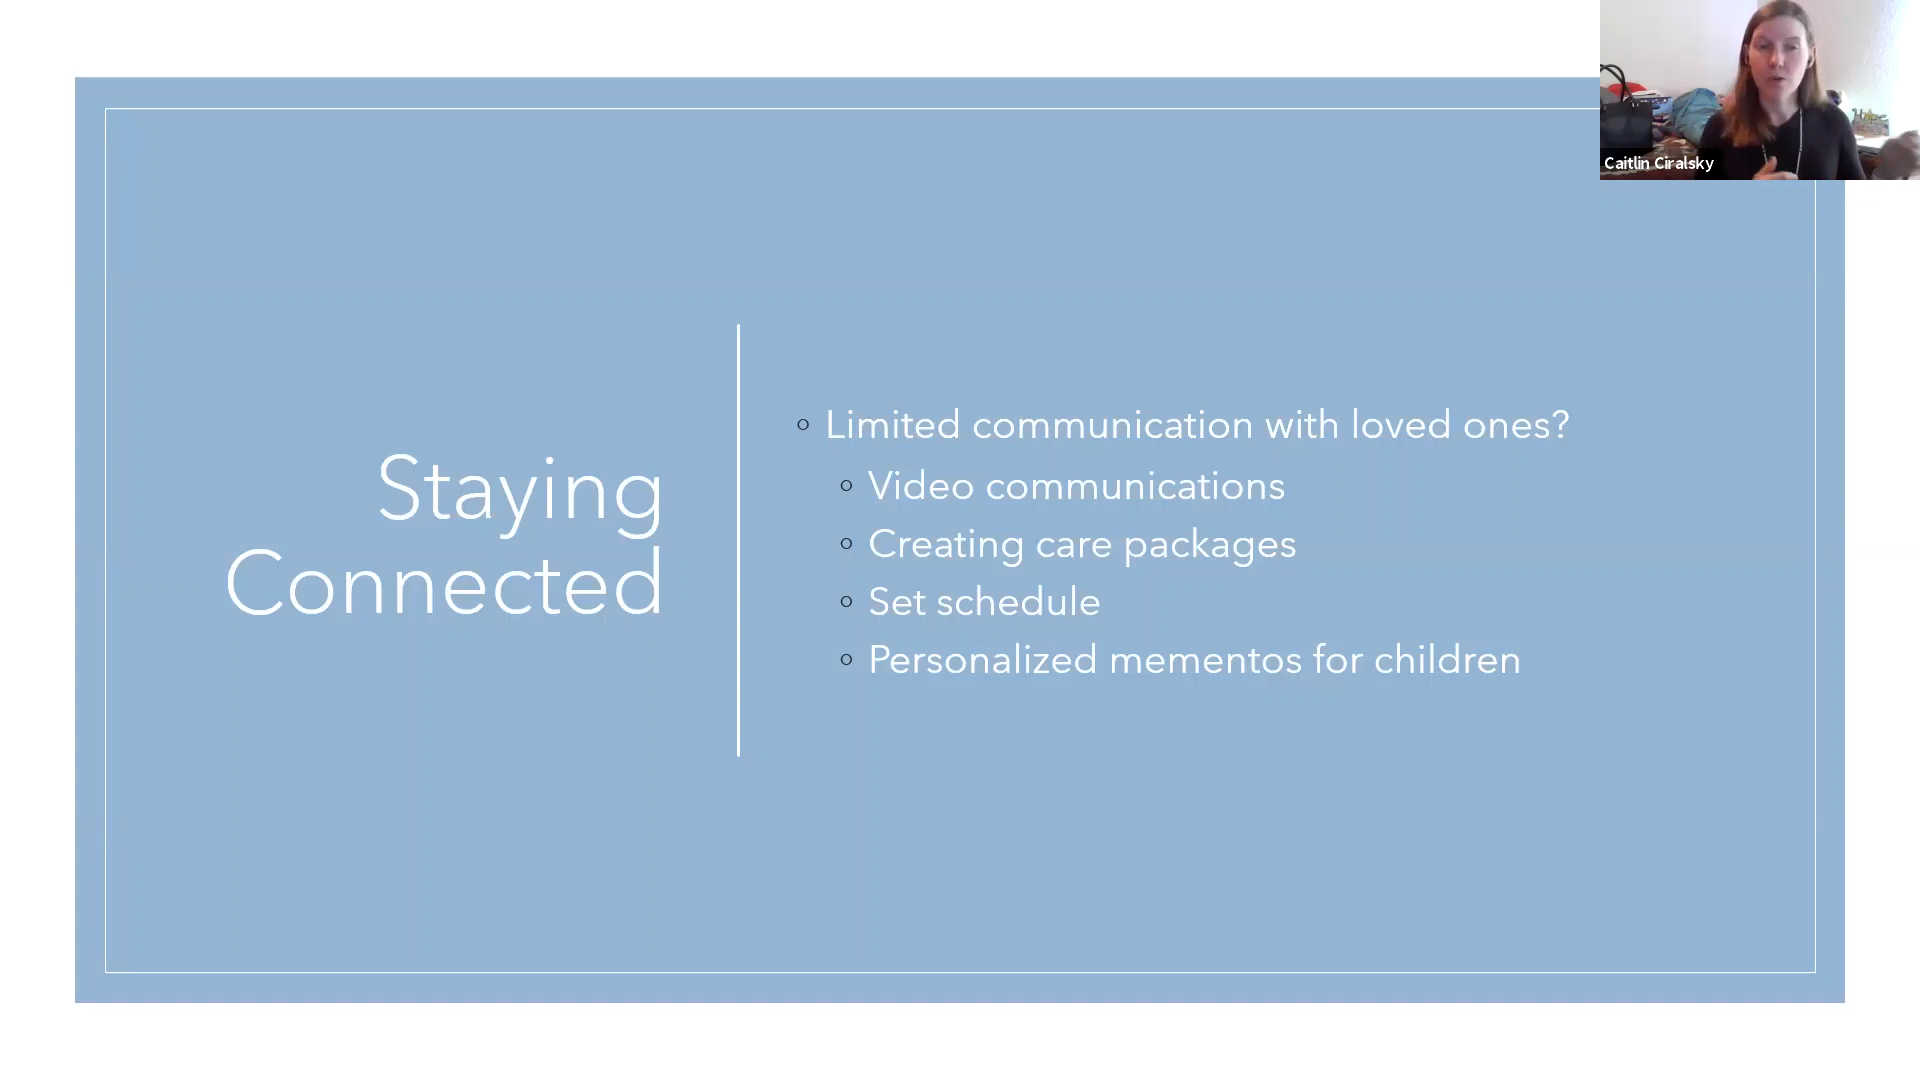 Caitlin Ciralsky
Hope
Staying
Connected
Limited communication with loved ones?
Video communications
Creating care packages
Set schedule
Personalized mementos for children